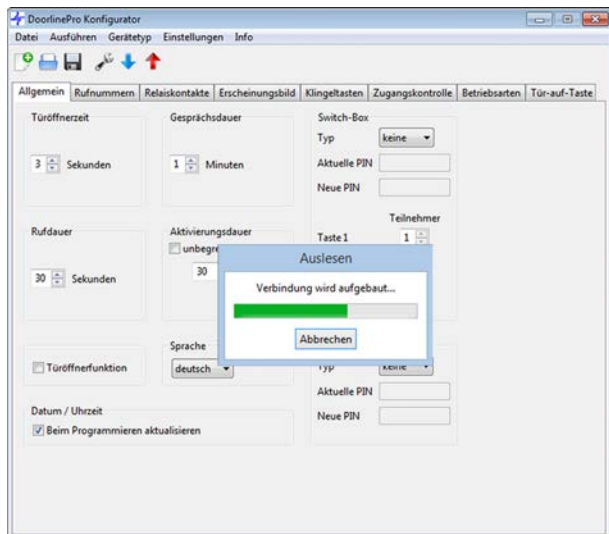 DoorlinePro Konfigurator
Datei Ausführen Gerätetyp Einstellungen Info
Allgemein Rufnummern Relaiskontakte Erscheinungsbild Klingeltasten Zugangskontrolle Betriebsarten Tür-auf-Taste
Türöffnerzeit Gesprächsdauer Switch-Box
Typ keine
3 Sekunden 1 Minuten Aktuelle PIN
Neue PIN
Teilnehmer
Rufdauer Aktivierungsdauer Taste 1 1
unbegre
Auslesen
30 Sekunden 30
Verbindung wird aufgebaut...
Abbrechen
Sprache
Türöffnerfunktion deutsch Typ keine
Aktuelle PIN
Datum / Uhrzeit Neue PIN
Beim Programmieren aktualisieren